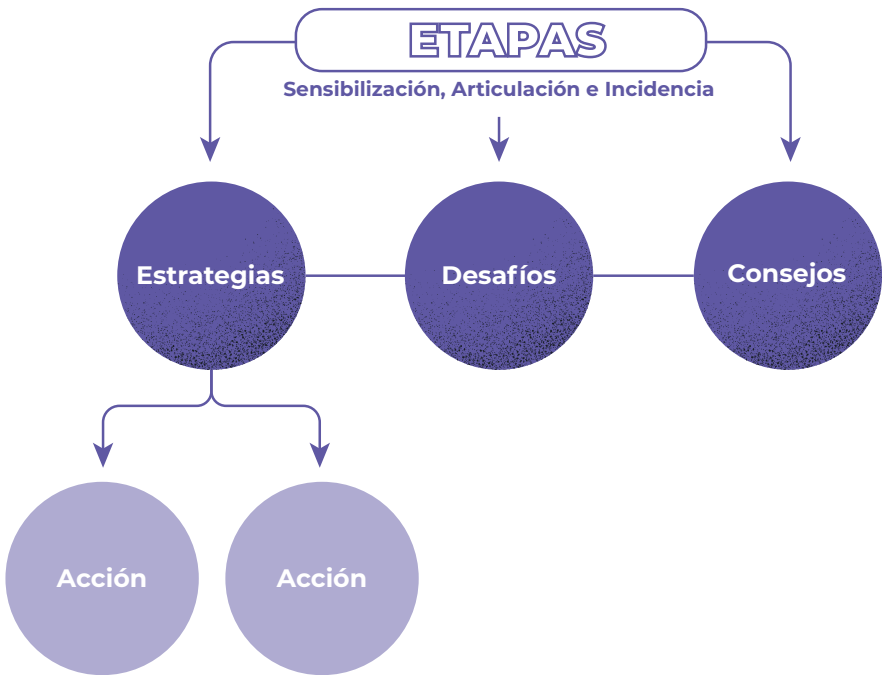 ETAPAS
Sensibilización, Articulación e Incidencia
Estrategias
Desafíos
Consejos
Acción
Acción